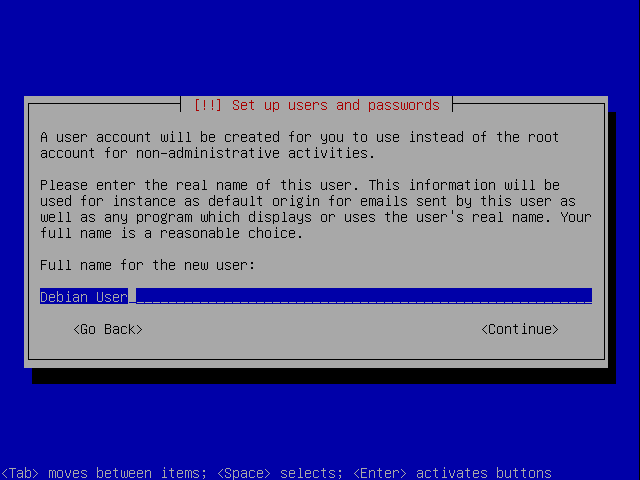 [!!] Set up users and passwords
A user account will be created for you to use instead of the root
account for non-administrative activities.
Please enter the real name of this user. This information will be
used for instance as default origin for emails sent by this user as
well as any program which displays or uses the user's real name. Your
full name is a reasonable choice.
Full name for the new user:
Debian User
<Go Back> <Continue>
<Tab> moves between items; <Space> selects; <Enter> activates buttons